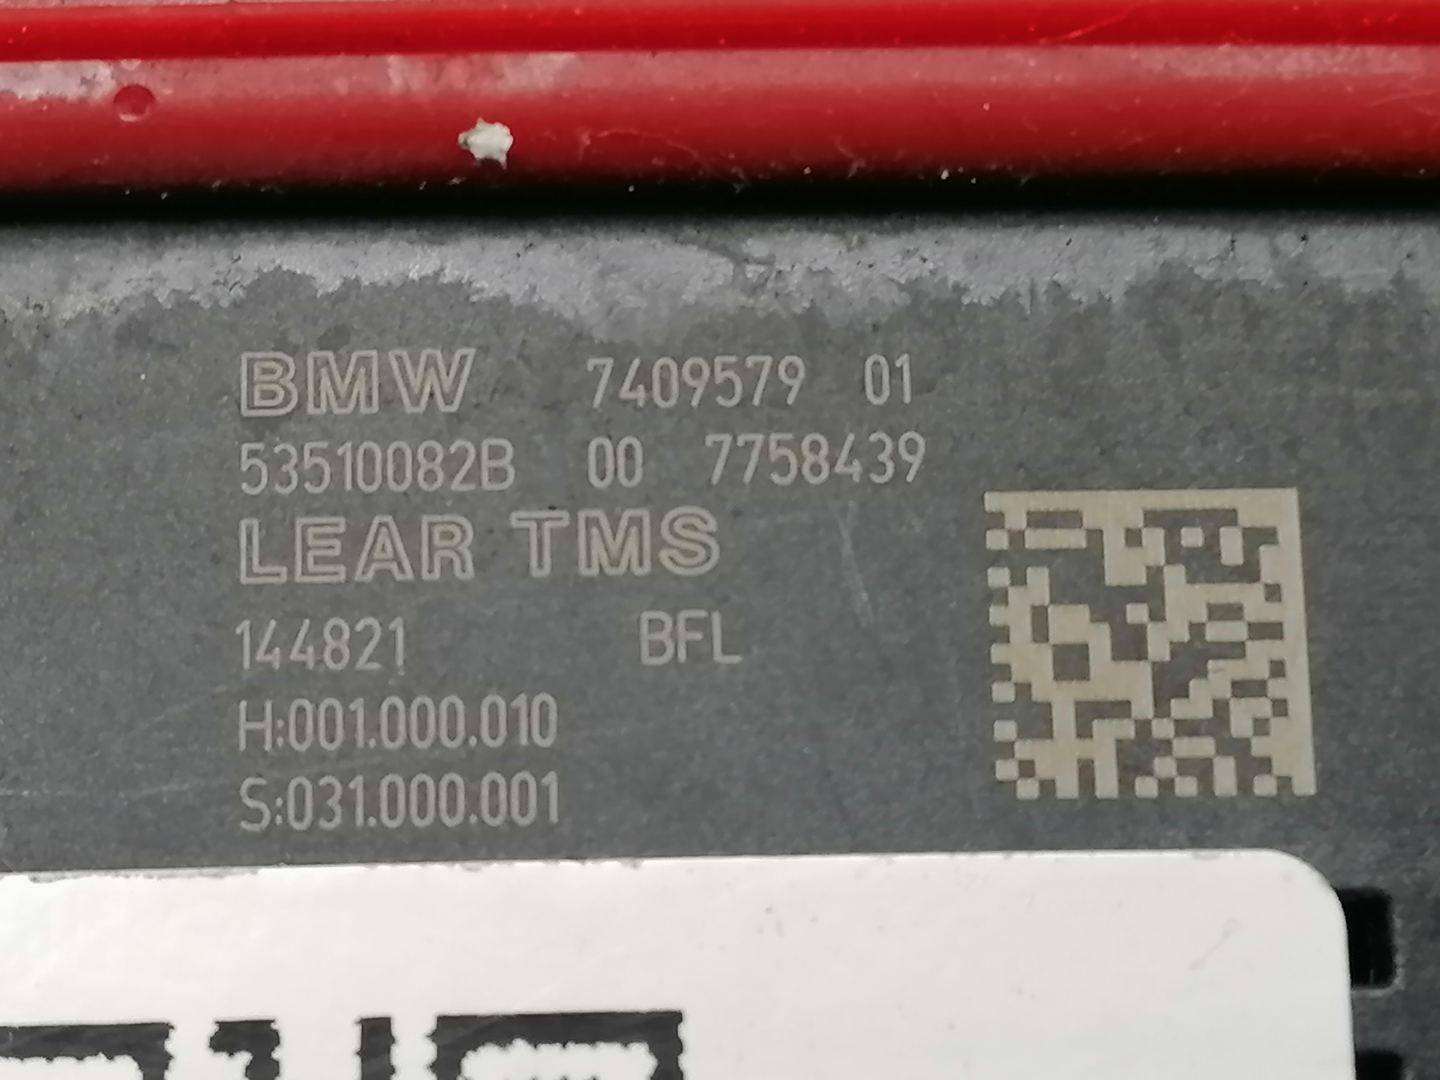 BMW 7409579 01
53510082B 00 7758439
LEAR TMS
144821 BFL
H:001.000.010
S:031.000.001